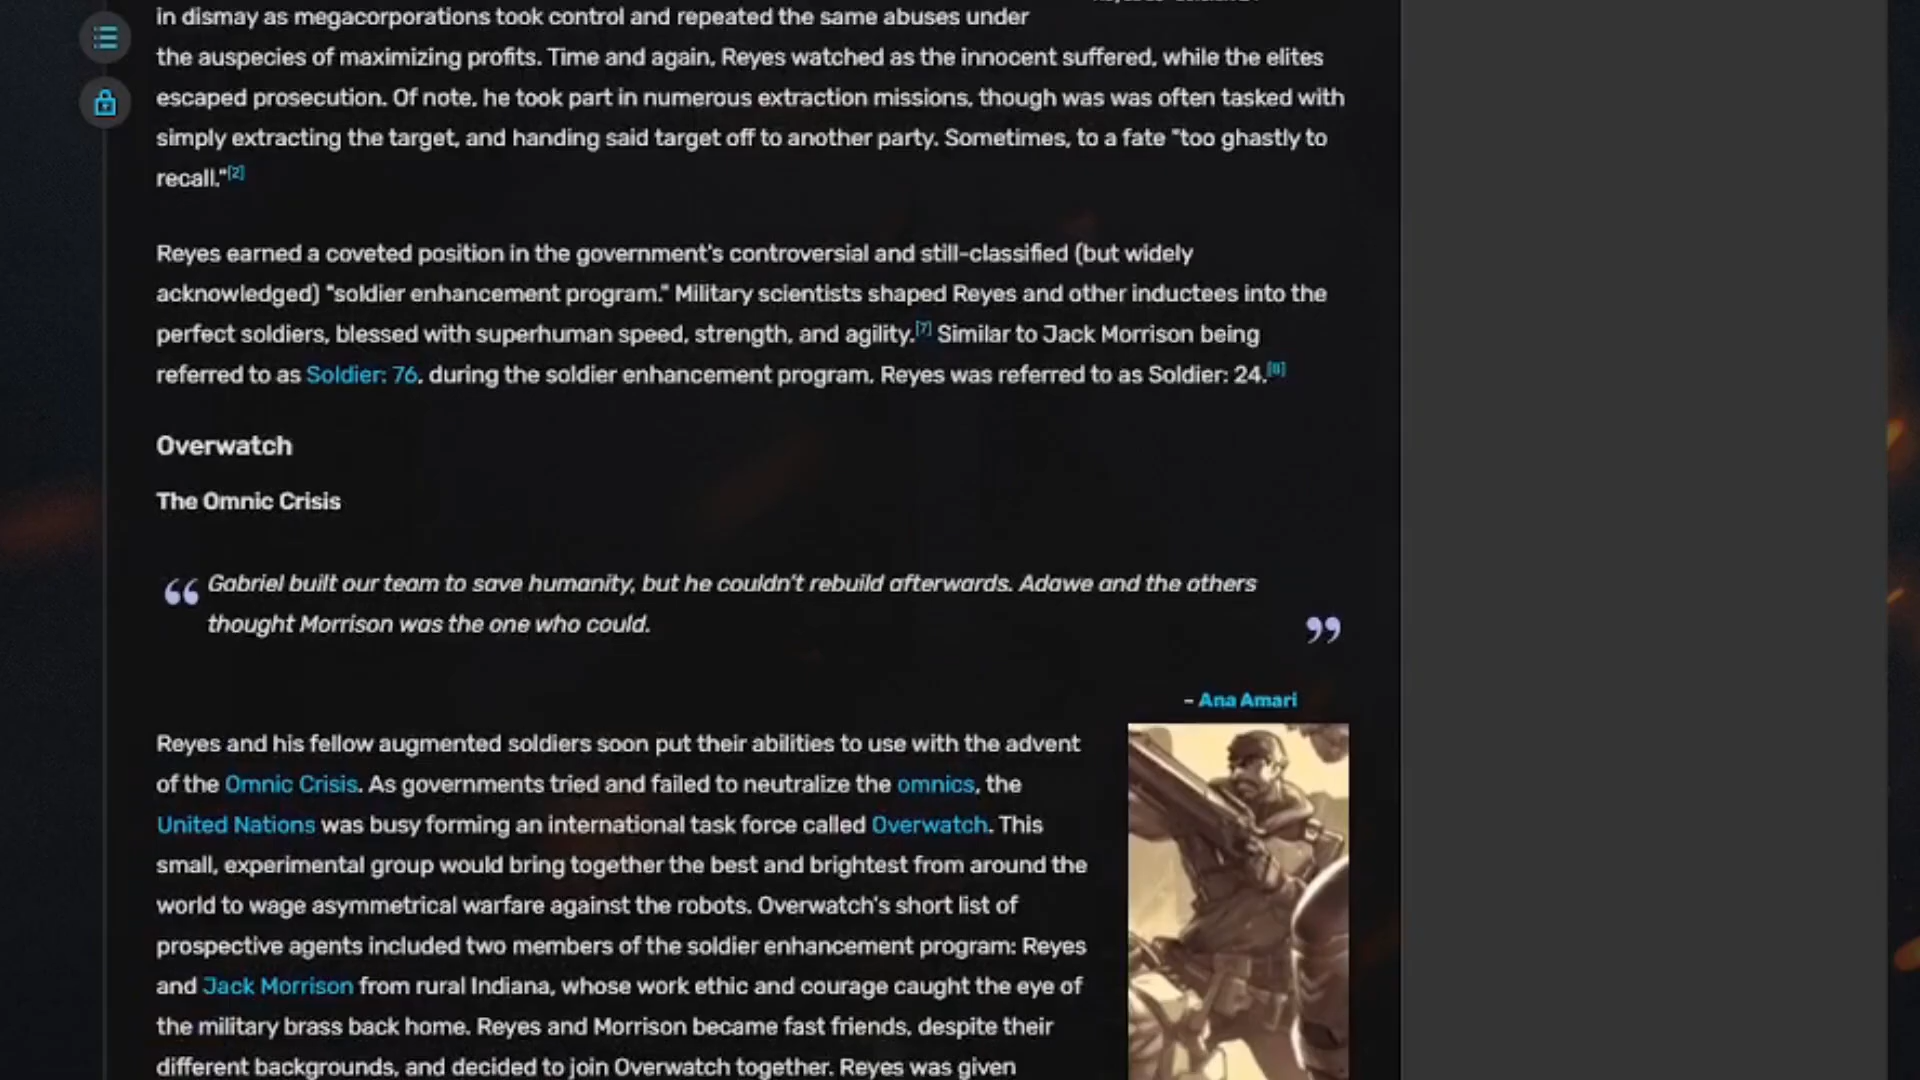 in dismay as megacorporations took control and repeated the same abuses under
the auspecies of maximizing profits. Time and again, Reyes watched as the innocent suffered, while the elites
escaped prosecution. Of note, he took part in numerous extraction missions, though was was often tasked with
simply extracting the target, and handing said target off to another party. Sometimes, to a fate "too ghastly to
recall."[2]
Reyes earned a coveted position in the government's controversial and still-classified (but widely
acknowledged) "soldier enhancement program." Military scientists shaped Reyes and other inductees into the
perfect soldiers, blessed with superhuman speed, strength, and agility.[7] Similar to Jack Morrison being
referred to as Soldier: 76, during the soldier enhancement program, Reyes was referred to as Soldier: 24.[8]
Overwatch
The Omnic Crisis
“ Gabriel built our team to save humanity, but he couldn't rebuild afterwards. Adawe and the others
thought Morrison was the one who could. ”
– Ana Amari
Reyes and his fellow augmented soldiers soon put their abilities to use with the advent
of the Omnic Crisis. As governments tried and failed to neutralize the omnics, the
United Nations was busy forming an international task force called Overwatch. This
small, experimental group would bring together the best and brightest from around the
world to wage asymmetrical warfare against the robots. Overwatch's short list of
prospective agents included two members of the soldier enhancement program: Reyes
and Jack Morrison from rural Indiana, whose work ethic and courage caught the eye of
the military brass back home. Reyes and Morrison became fast friends, despite their
different backgrounds, and decided to join Overwatch together. Reyes was given